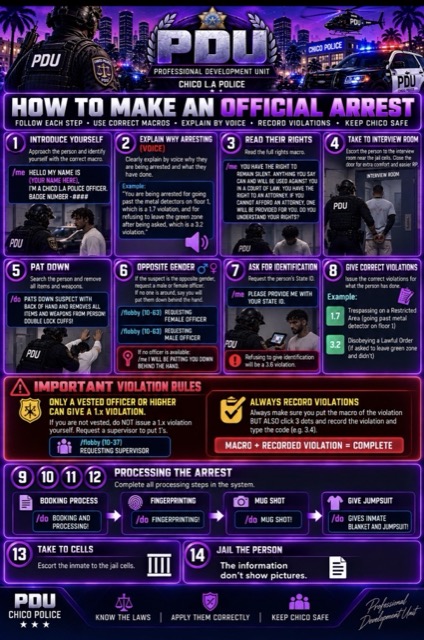 PDU
CHICO POLICE
PDU
PDU
PROFESSIONAL DEVELOPMENT UNIT
CHICO L.A POLICE
HOW TO MAKE AN OFFICIAL ARREST
FOLLOW EACH STEP • USE CORRECT MACROS • EXPLAIN BY VOICE • RECORD VIOLATIONS • KEEP CHICO SAFE
1 INTRODUCE YOURSELF
Approach the person and identify
yourself with the correct macro.
/me HELLO MY NAME IS
(YOUR NAME HERE),
I'M A CHICO LA POLICE OFFICER.
BADGE NUMBER - ####
PDU
2 EXPLAIN WHY ARRESTING
(VOICE)
Clearly explain by voice why they
are being arrested and what they
have done.
Example:
"You are being arrested for going
past the metal detectors on floor 1,
which is a 1.7 violation, and for
refusing to leave the green zone
after being asked, which is a 3.2
violation."
3 READ THEIR RIGHTS
Read the full rights macro.
/me YOU HAVE THE RIGHT TO
REMAIN SILENT. ANYTHING YOU SAY
CAN AND WILL BE USED AGAINST YOU
IN A COURT OF LAW. YOU HAVE
THE RIGHT TO AN ATTORNEY. IF YOU
CANNOT AFFORD AN ATTORNEY, ONE
WILL BE PROVIDED FOR YOU. DO YOU
UNDERSTAND YOUR RIGHTS?
PDU
4 TAKE TO INTERVIEW ROOM
Escort the person to the interview
room near the jail cells. Close the
door for extra comfort and easier RP.
INTERVIEW ROOM
PDU
5 PAT DOWN
Search the person and remove
all items and weapons.
/do PATS DOWN SUSPECT WITH
BACK OF HAND AND REMOVES ALL
ITEMS AND WEAPONS FROM PERSON!
DOUBLE LOCK CUFFS!
6 OPPOSITE GENDER
If the suspect is the opposite gender,
request a male or female officer.
If no one is around, say you will
pat them down behind the hand.
/flobby (10-63) REQUESTING
FEMALE OFFICER
/flobby (10-63) REQUESTING
MALE OFFICER
If no officer is available:
/me I WILL BE PATTING YOU DOWN
BEHIND THE HAND.
7 ASK FOR IDENTIFICATION
Request the person's State ID.
/me PLEASE PROVIDE ME WITH
YOUR STATE ID.
Refusing to give identification
will be a 3.8 violation.
8 GIVE CORRECT VIOLATIONS
Issue the correct violations for
what the person has done.
Example:
1.7 Trespassing on a Restricted
Area (going past metal
detector on floor 1)
3.2 Disobeying a Lawful Order
(if asked to leave green zone
and didn't)
IMPORTANT VIOLATION RULES
ONLY A VESTED OFFICER OR HIGHER
CAN GIVE A 1.x VIOLATION.
If you are not vested, do NOT issue a 1.x violation
yourself. Request a supervisor to put 1's.
/flobby (10-37)
REQUESTING SUPERVISOR
ALWAYS RECORD VIOLATIONS
Always make sure you put the macro of the violation
BUT ALSO click 3 dots and record the violation and
type the code (e.g. 3.4).
MACRO + RECORDED VIOLATION = COMPLETE
9 10 11 12 PROCESSING THE ARREST
Complete all processing steps in the system.
BOOKING PROCESS
/do BOOKING AND
PROCESSING!
FINGERPRINTING
/do FINGERPRINTING!
MUG SHOT
/do MUG SHOT!
GIVE JUMPSUIT
/do GIVES INMATE
BLANKET AND JUMPSUIT!
13 TAKE TO CELLS
Escort the inmate to the jail cells.
14 JAIL THE PERSON
The information
don't show pictures.
PDU
CHICO POLICE
KNOW THE LAWS
APPLY THEM CORRECTLY
KEEP CHICO SAFE
Professional
Development Unit